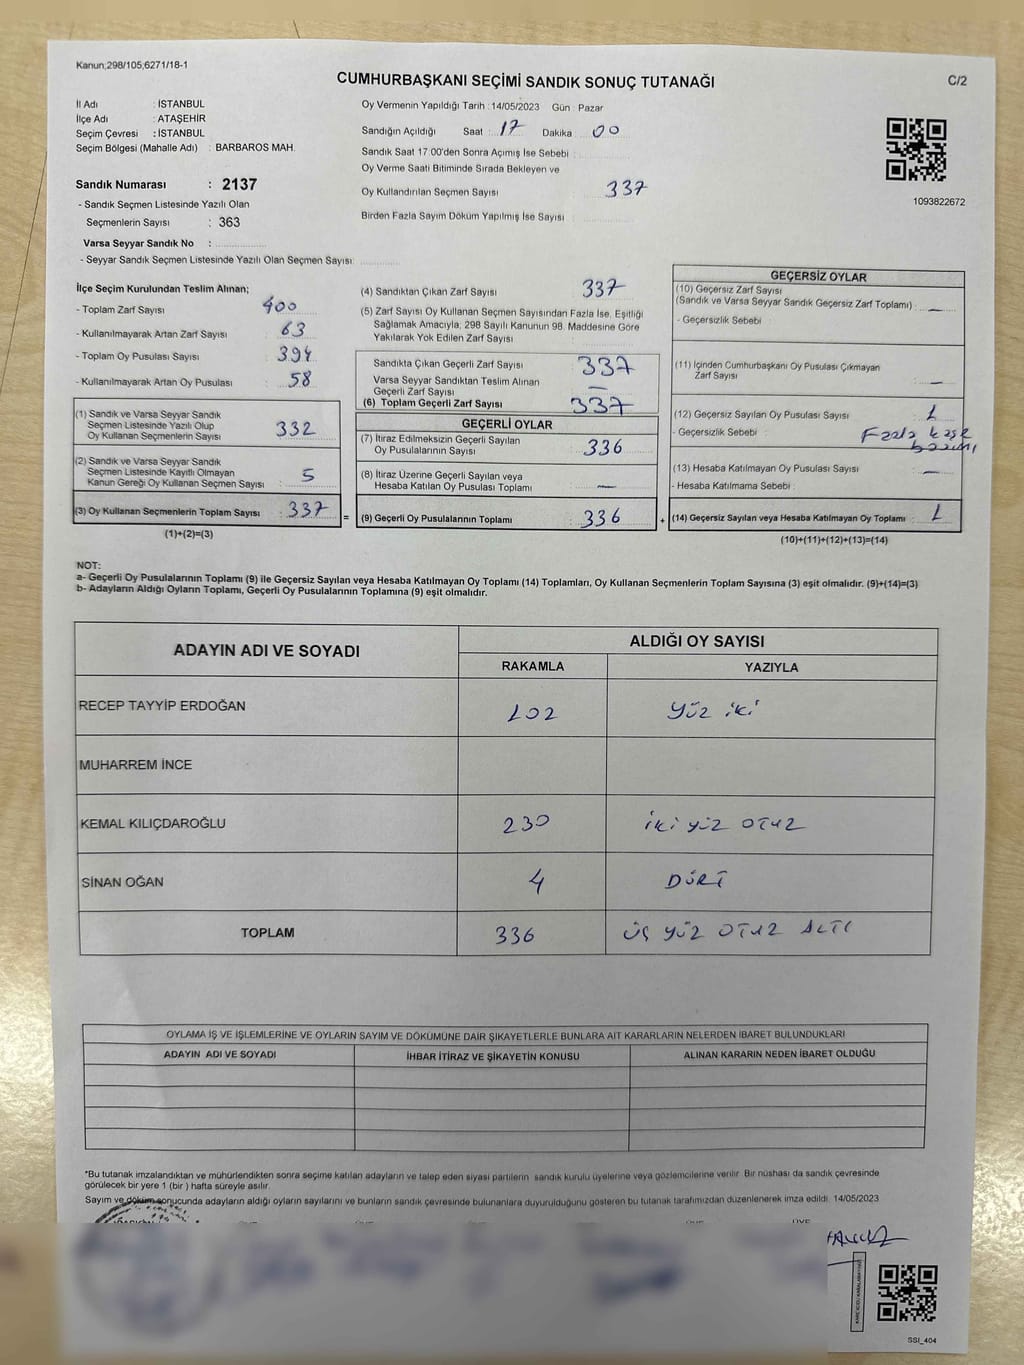 Kanun;298/105;6271/18-1
CUMHURBAŞKANI SEÇİMİ SANDIK SONUÇ TUTANAĞI
C/2
İl Adı : İSTANBUL
İlçe Adı : ATAŞEHİR
Seçim Çevresi : İSTANBUL
Seçim Bölgesi (Mahalle Adı) : BARBAROS MAH.
Sandık Numarası : 2137
- Sandık Seçmen Listesinde Yazılı Olan
Seçmenlerin Sayısı : 363
Varsa Seyyar Sandık No :
- Seyyar Sandık Seçmen Listesinde Yazılı Olan Seçmen Sayısı:
Oy Vermenin Yapıldığı Tarih :14/05/2023 Gün : Pazar
Sandığın Açıldığı Saat : 17 Dakika : 00
Sandık Saat 17:00'den Sonra Açımış İse Sebebi :
Oy Verme Saati Bitiminde Sırada Bekleyen ve
Oy Kullandırılan Seçmen Sayısı 337
Birden Fazla Sayım Döküm Yapılmış İse Sayısı :
1093822672
İlçe Seçim Kurulundan Teslim Alınan;
- Toplam Zarf Sayısı : 400
- Kullanılmayarak Artan Zarf Sayısı : 63
- Toplam Oy Pusulası Sayısı : 394
- Kullanılmayarak Artan Oy Pusulası : 58
(1) Sandık ve Varsa Seyyar Sandık
Seçmen Listesinde Yazılı Olup
Oy Kullanan Seçmenlerin Sayısı : 332
(2) Sandık ve Varsa Seyyar Sandık
Seçmen Listesinde Kayıtlı Olmayan
Kanun Gereği Oy Kullanan Seçmen Sayısı : 5
(3) Oy Kullanan Seçmenlerin Toplam Sayısı : 337 =
(1)+(2)=(3)
(4) Sandıktan Çıkan Zarf Sayısı : 337
(5) Zarf Sayısı Oy Kullanan Seçmen Sayısından Fazla İse, Eşitliği
Sağlamak Amacıyla, 298 Sayılı Kanunun 98. Maddesine Göre
Yakılarak Yok Edilen Zarf Sayısı :
Sandıkta Çıkan Geçerli Zarf Sayısı : 337
Varsa Seyyar Sandıktan Teslim Alınan
Geçerli Zarf Sayısı : —
(6) Toplam Geçerli Zarf Sayısı : 337
GEÇERLİ OYLAR
(7) İtiraz Edilmeksizin Geçerli Sayılan
Oy Pusulalarının Sayısı : 336
(8) İtiraz Üzerine Geçerli Sayılan veya
Hesaba Katılan Oy Pusulası Toplamı : —
(9) Geçerli Oy Pusulalarının Toplamı : 336 +
GEÇERSİZ OYLAR
(10) Geçersiz Zarf Sayısı
(Sandık ve Varsa Seyyar Sandık Geçersiz Zarf Toplamı) : —
- Geçersizlik Sebebi :
(11) İçinden Cumhurbaşkanı Oy Pusulası Çıkmayan
Zarf Sayısı : —
(12) Geçersiz Sayılan Oy Pusulası Sayısı : 1
- Geçersizlik Sebebi : Fazla kaşe
basımı
(13) Hesaba Katılmayan Oy Pusulası Sayısı : —
- Hesaba Katılmama Sebebi :
(14) Geçersiz Sayılan veya Hesaba Katılmayan Oy Toplamı : 1
(10)+(11)+(12)+(13)=(14)
NOT:
a- Geçerli Oy Pusulalarının Toplamı (9) ile Geçersiz Sayılan veya Hesaba Katılmayan Oy Toplamı (14) Toplamları, Oy Kullanan Seçmenlerin Toplam Sayısına (3) eşit olmalıdır. (9)+(14)=(3)
b- Adayların Aldığı Oyların Toplamı, Geçerli Oy Pusulalarının Toplamına (9) eşit olmalıdır.
ADAYIN ADI VE SOYADI
ALDIĞI OY SAYISI
RAKAMLA YAZIYLA
RECEP TAYYİP ERDOĞAN 102 YÜZ İKİ
MUHARREM İNCE
KEMAL KILIÇDAROĞLU 230 İKİ YÜZ OTUZ
SİNAN OĞAN 4 DÖRT
TOPLAM 336 ÜÇ YÜZ OTUZ ALTI
OYLAMA İŞ VE İŞLEMLERİNE VE OYLARIN SAYIM VE DÖKÜMÜNE DAİR ŞİKAYETLERLE BUNLARA AİT KARARLARIN NELERDEN İBARET BULUNDUKLARI
ADAYIN ADI VE SOYADI İHBAR İTİRAZ VE ŞİKAYETİN KONUSU ALINAN KARARIN NEDEN İBARET OLDUĞU
*Bu tutanak imzalandıktan ve mühürlendikten sonra seçime katılan adayların ve talep eden siyasi partilerin sandık kurulu üyelerine veya gözlemcilerine verilir. Bir nüshası da sandık çevresinde
görülecek bir yere 1 (bir ) hafta süreyle asılır.
Sayım ve döküm sonucunda adayların aldığı oyların sayılarını ve bunların sandık çevresinde bulunanlara duyurulduğunu gösteren bu tutanak tarafımızdan düzenlenerek imza edildi. 14/05/2023
SSİ_404